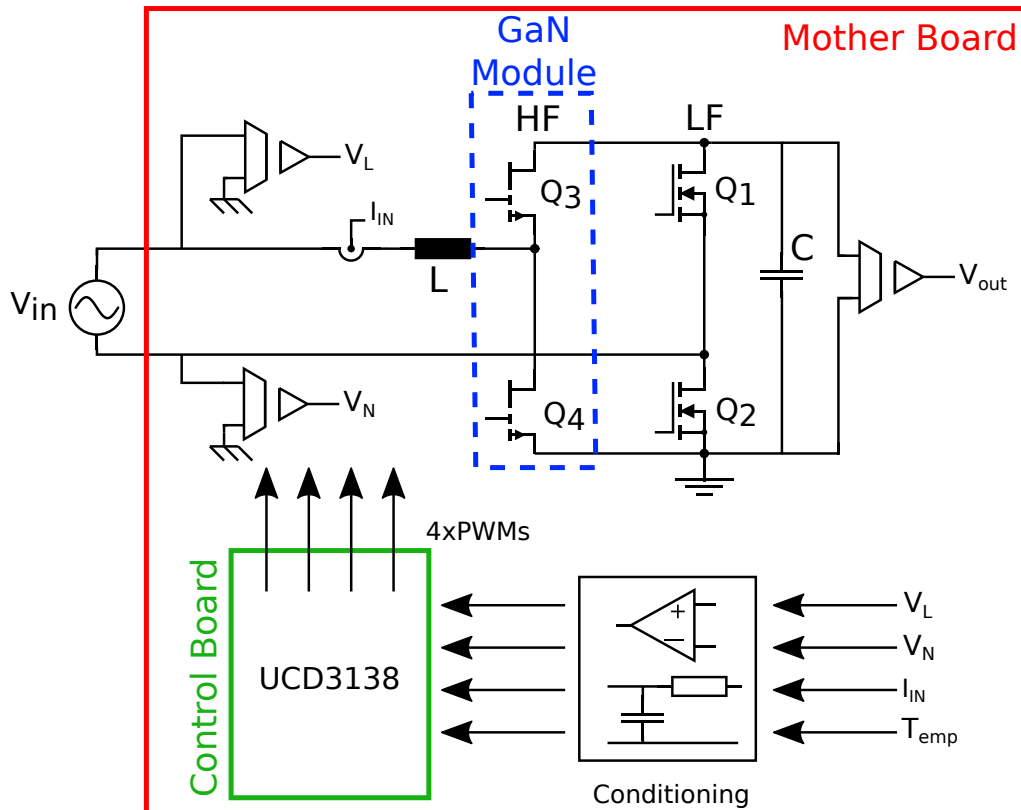 GaN
Module
Mother Board
HF
LF
V_L
Q3
Q1
I_IN
L
C
V_in
V_out
V_N
Q4
Q2
4xPWMs
Control Board
UCD3138
+
−
V_L
V_N
I_IN
T_emp
Conditioning